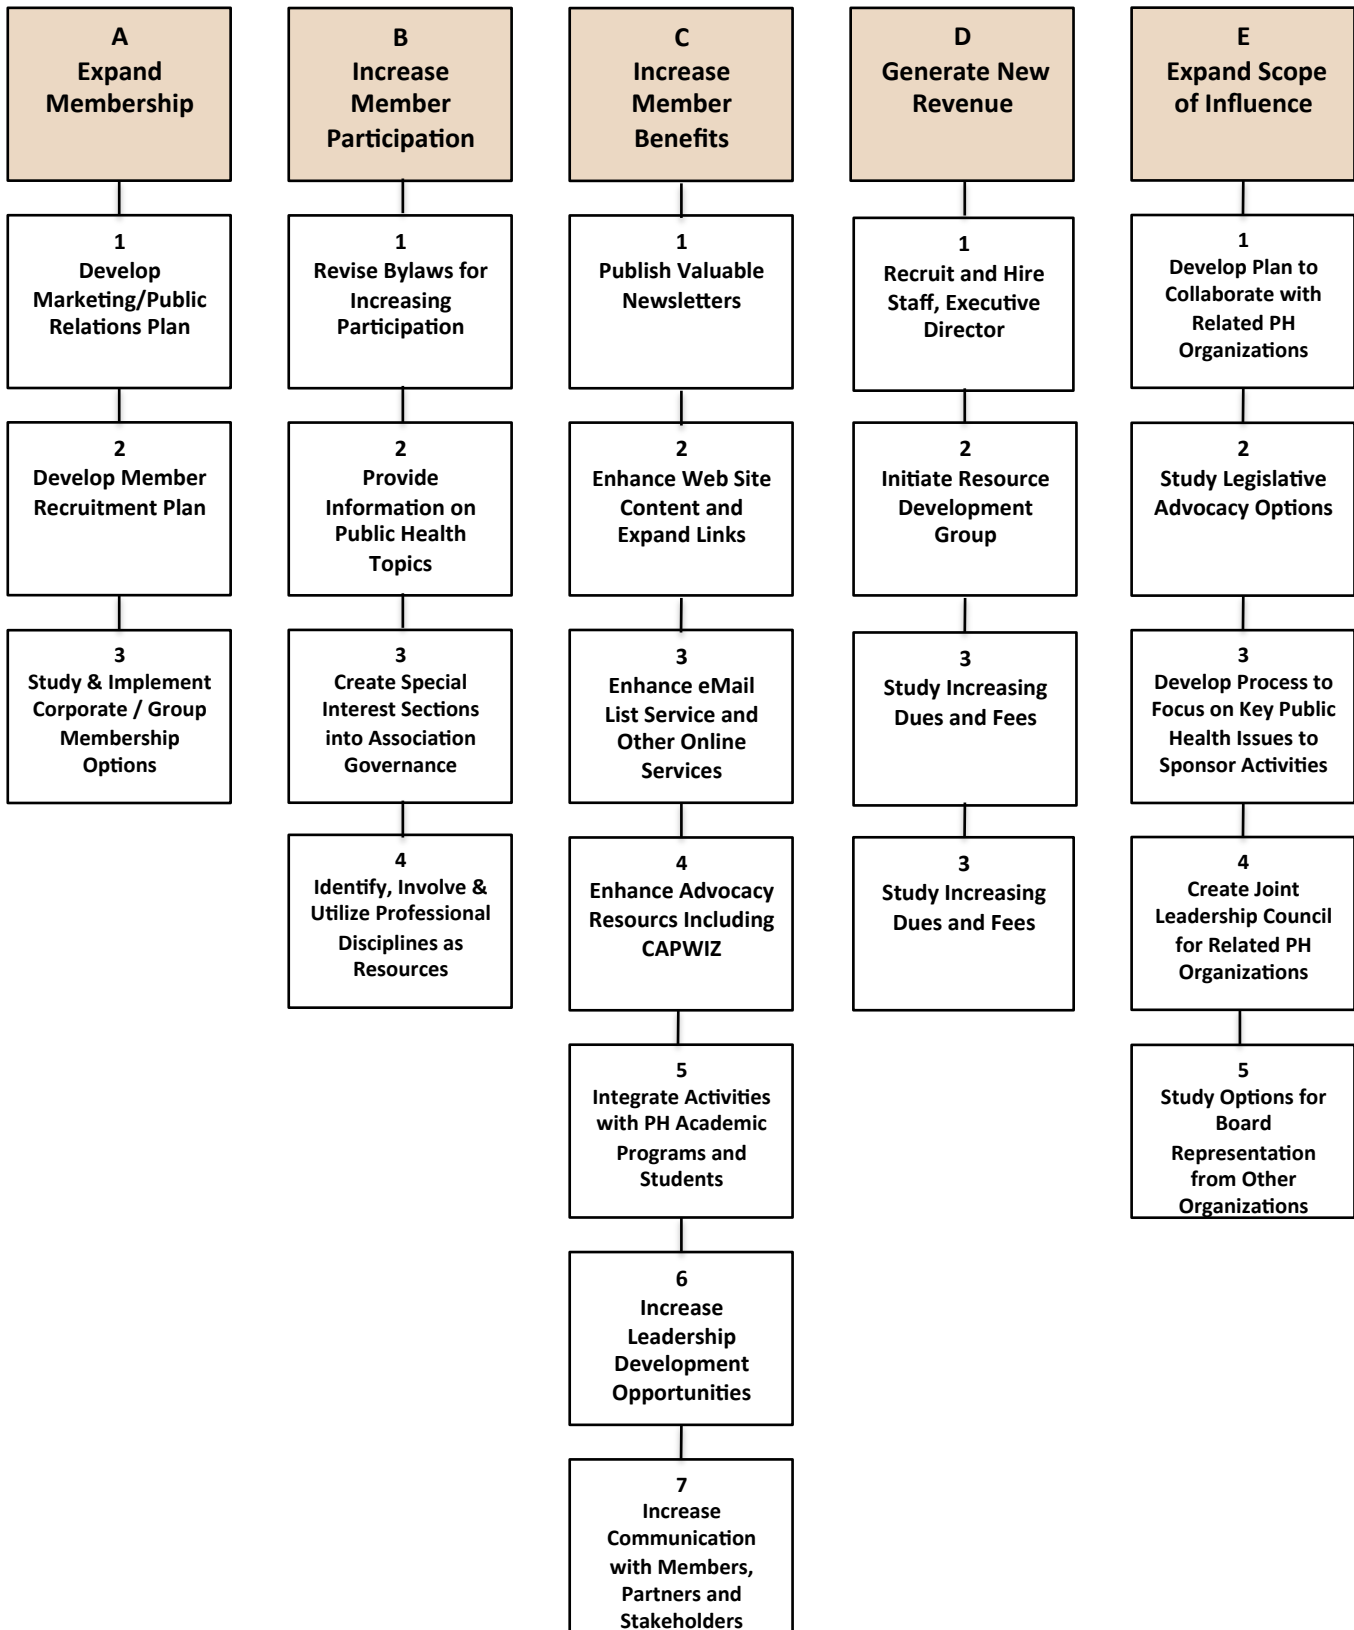 A
Expand
Membership
1
Develop
Marketing/Public
Relations Plan
2
Develop Member
Recruitment Plan
3
Study & Implement
Corporate / Group
Membership
Options
B
Increase
Member
Participation
1
Revise Bylaws for
Increasing
Participation
2
Provide
Information on
Public Health
Topics
3
Create Special
Interest Sections
into Association
Governance
4
Identify, Involve &
Utilize Professional
Disciplines as
Resources
C
Increase
Member
Benefits
1
Publish Valuable
Newsletters
2
Enhance Web Site
Content and
Expand Links
3
Enhance eMail
List Service and
Other Online
Services
4
Enhance Advocacy
Resourcs Including
CAPWIZ
5
Integrate Activities
with PH Academic
Programs and
Students
6
Increase
Leadership
Development
Opportunities
7
Increase
Communication
with Members,
Partners and
Stakeholders
D
Generate New
Revenue
1
Recruit and Hire
Staff, Executive
Director
2
Initiate Resource
Development
Group
3
Study Increasing
Dues and Fees
3
Study Increasing
Dues and Fees
E
Expand Scope
of Influence
1
Develop Plan to
Collaborate with
Related PH
Organizations
2
Study Legislative
Advocacy Options
3
Develop Process to
Focus on Key Public
Health Issues to
Sponsor Activities
4
Create Joint
Leadership Council
for Related PH
Organizations
5
Study Options for
Board
Representation
from Other
Organizations